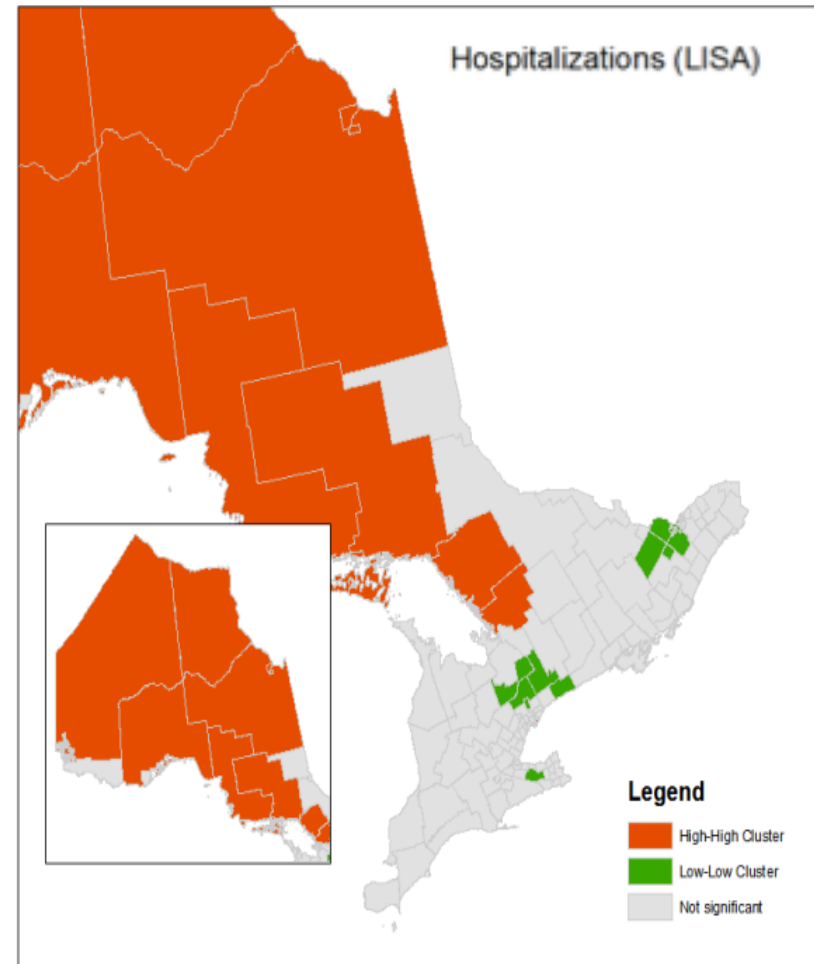 Hospitalizations (LISA)
Legend
High-High Cluster
Low-Low Cluster
Not significant